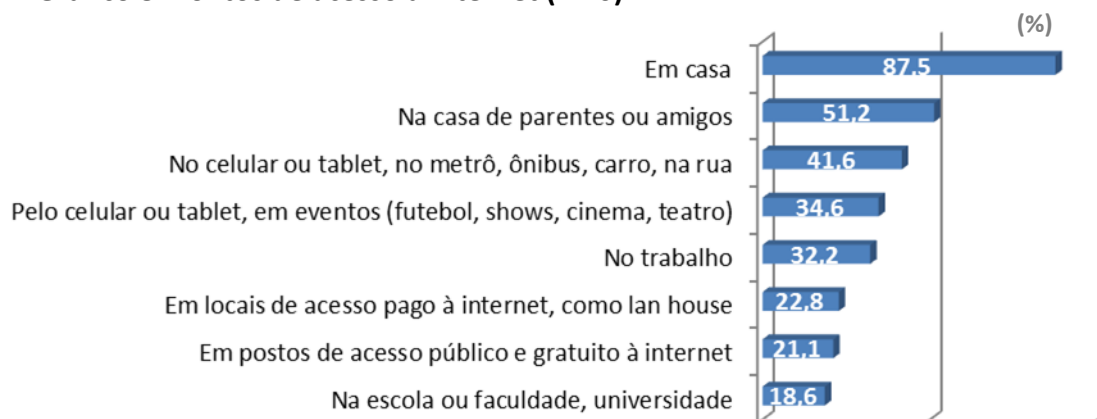 (%)
Em casa 87,5
Na casa de parentes ou amigos 51,2
No celular ou tablet, no metrô, ônibus, carro, na rua 41,6
Pelo celular ou tablet, em eventos (futebol, shows, cinema, teatro) 34,6
No trabalho 32,2
Em locais de acesso pago à internet, como lan house 22,8
Em postos de acesso público e gratuito à internet 21,1
Na escola ou faculdade, universidade 18,6